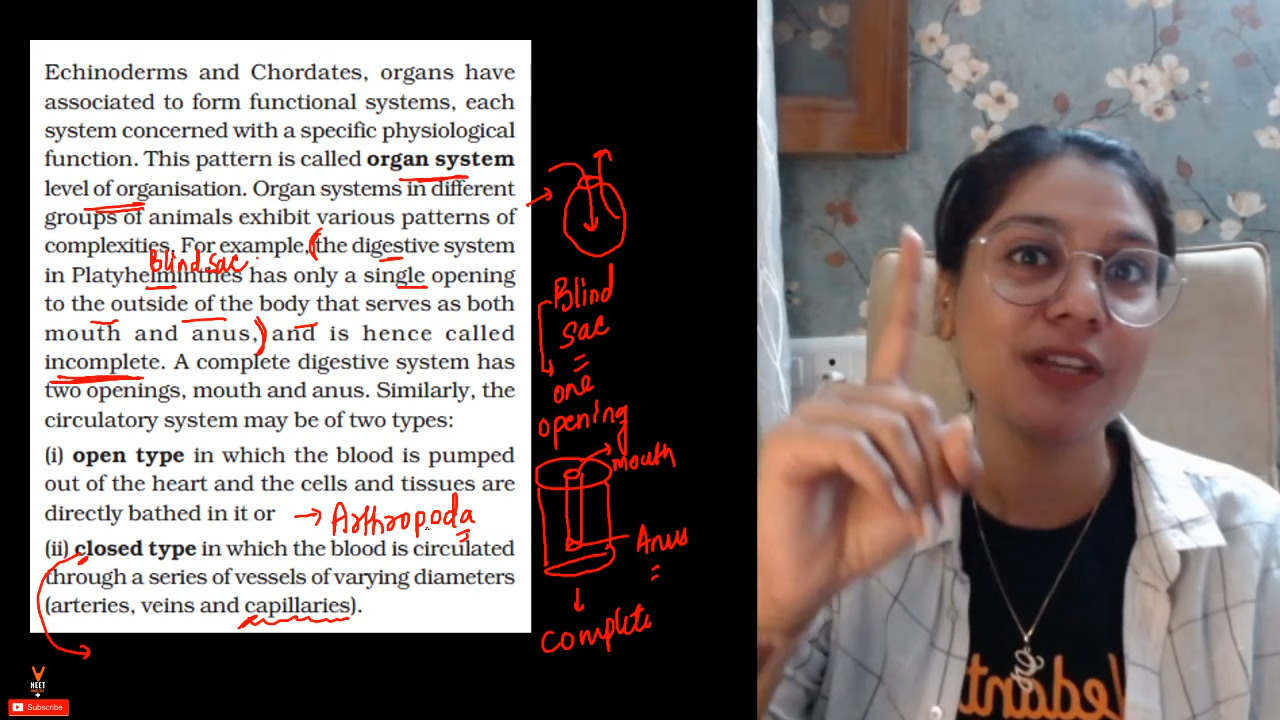 Echinoderms and Chordates, organs have
associated to form functional systems, each
system concerned with a specific physiological
function. This pattern is called organ system
level of organisation. Organ systems in different
groups of animals exhibit various patterns of
complexities. For example, (the digestive system
Blind sac
in Platyhelminthes has only a single opening
to the outside of the body that serves as both
mouth and anus,) and is hence called
incomplete. A complete digestive system has
two openings, mouth and anus. Similarly, the
circulatory system may be of two types:
(i) open type in which the blood is pumped
out of the heart and the cells and tissues are
directly bathed in it or → Arthropoda
(ii) closed type in which the blood is circulated
through a series of vessels of varying diameters
(arteries, veins and capillaries).
Blind
sac
one
opening
mouth
Anus
Complete
NEET
Subscribe
Vedant